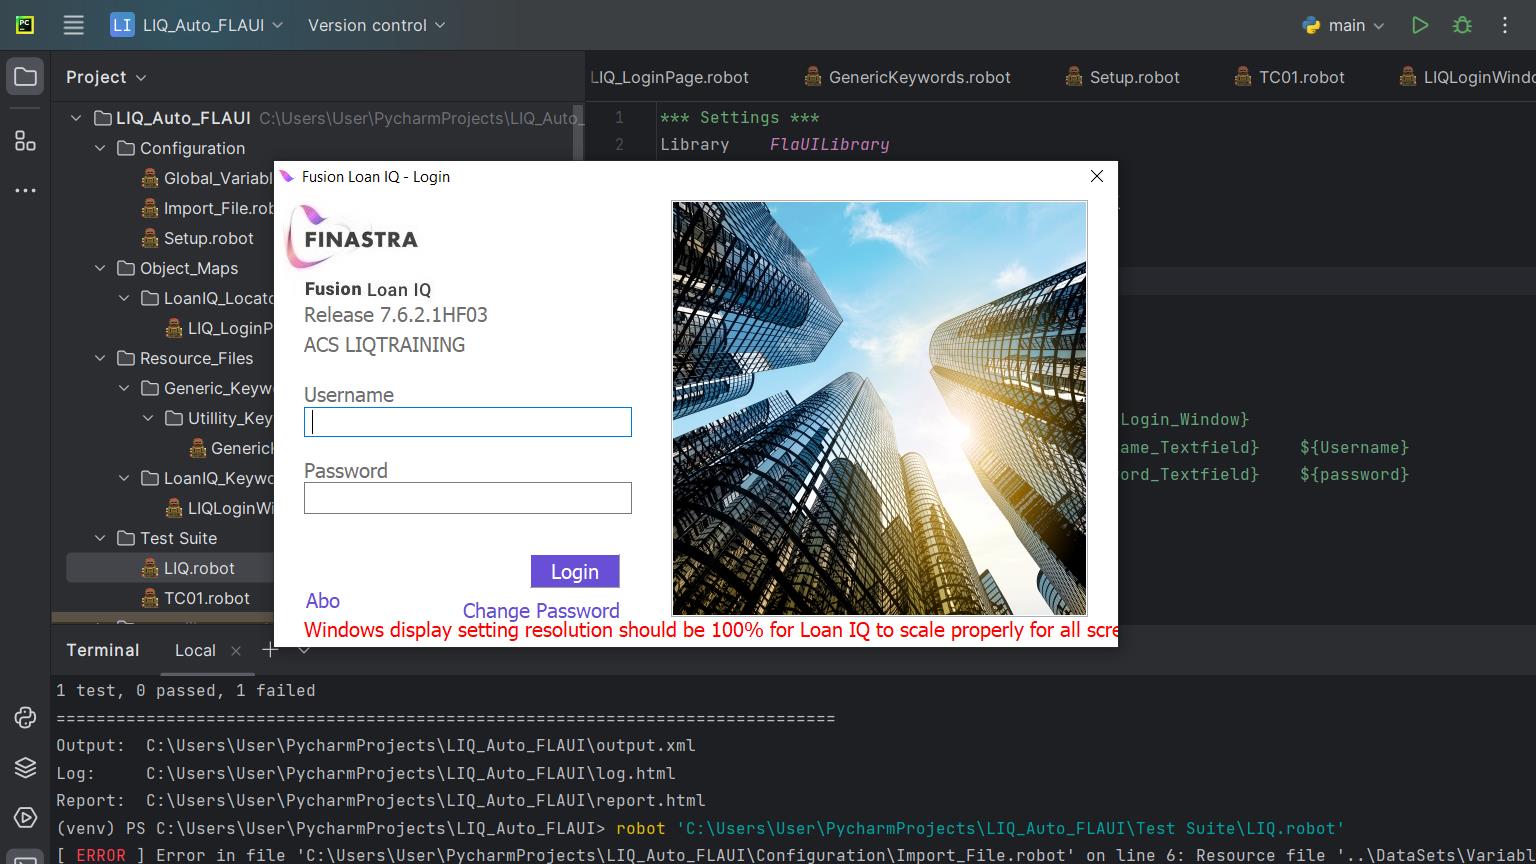 PC
LI LIQ_Auto_FLAUI Version control main
Project
LIQ_LoginPage.robot GenericKeywords.robot Setup.robot TC01.robot
LIQ_Auto_FLAUI C:\Users\User\PycharmProjects\LIQ_Auto_
1 *** Settings ***
Configuration
2 Library FlaUILibrary
Global_Variabl
Import_File.rob
Setup.robot
Object_Maps
LoanIQ_Locato
LIQ_LoginP
Resource_Files
Generic_Keywo
Utillity_Key
Generick
LoanIQ_Keywo
LIQLoginWi
Test Suite
LIQ.robot
TC01.robot
Fusion Loan IQ - Login
FINASTRA
Fusion Loan IQ
Release 7.6.2.1HF03
ACS LIQTRAINING
Username
Password
Login
Abo
Change Password
Windows display setting resolution should be 100% for Loan IQ to scale properly for all scre
Login_Window}
ame_Textfield} ${Username}
ord_Textfield} ${password}
Terminal Local
1 test, 0 passed, 1 failed
==============================================================================
Output: C:\Users\User\PycharmProjects\LIQ_Auto_FLAUI\output.xml
Log: C:\Users\User\PycharmProjects\LIQ_Auto_FLAUI\log.html
Report: C:\Users\User\PycharmProjects\LIQ_Auto_FLAUI\report.html
(venv) PS C:\Users\User\PycharmProjects\LIQ_Auto_FLAUI> robot 'C:\Users\User\PycharmProjects\LIQ_Auto_FLAUI\Test Suite\LIQ.robot'
[ ERROR ] Error in file 'C:\Users\User\PycharmProjects\LIQ_Auto_FLAUI\Configuration\Import_File.robot' on line 6: Resource file '..\DataSets\Variabl